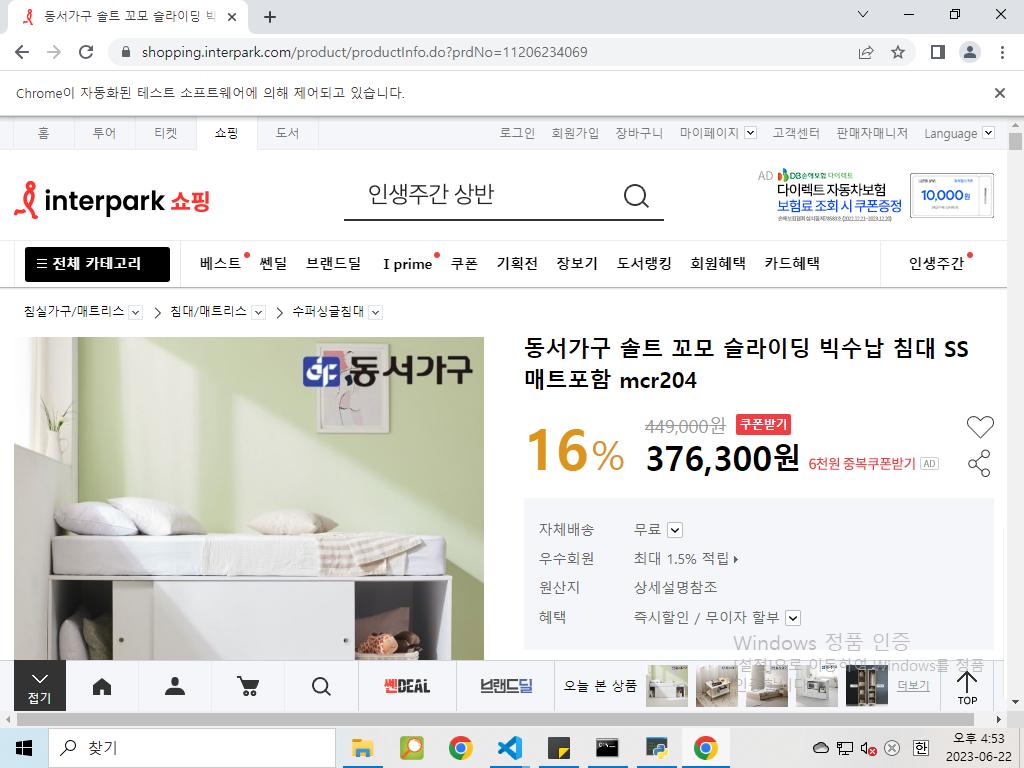 동서가구 솔트 꼬모 슬라이딩 빅
shopping.interpark.com/product/productInfo.do?prdNo=11206234069
Chrome이 자동화된 테스트 소프트웨어에 의해 제어되고 있습니다.
홈 투어 티켓 쇼핑 도서 로그인 회원가입 장바구니 마이페이지 고객센터 판매자매니저 Language
interpark 쇼핑
인생주간 상반
AD DB손해보험 다이렉트
다이렉트 자동차보험
보험료 조회 시 쿠폰증정
10,000원
전체 카테고리 베스트 쎈딜 브랜드딜 I prime 쿠폰 기획전 장보기 도서랭킹 회원혜택 카드혜택 인생주간
침실가구/매트리스 침대/매트리스 수퍼싱글침대
동서가구
동서가구 솔트 꼬모 슬라이딩 빅수납 침대 SS
매트포함 mcr204
449,000원 쿠폰받기
16% 376,300원 6천원 중복쿠폰받기 AD
자체배송 무료
우수회원 최대 1.5% 적립
원산지 상세설명참조
혜택 즉시할인 / 무이자 할부
Windows 정품 인증
[설정]으로 이동하여 Windows를 정품
접기 쎈DEAL 브랜드딜 오늘 본 상품 더보기 TOP
찾기
한
오후 4:53
2023-06-22